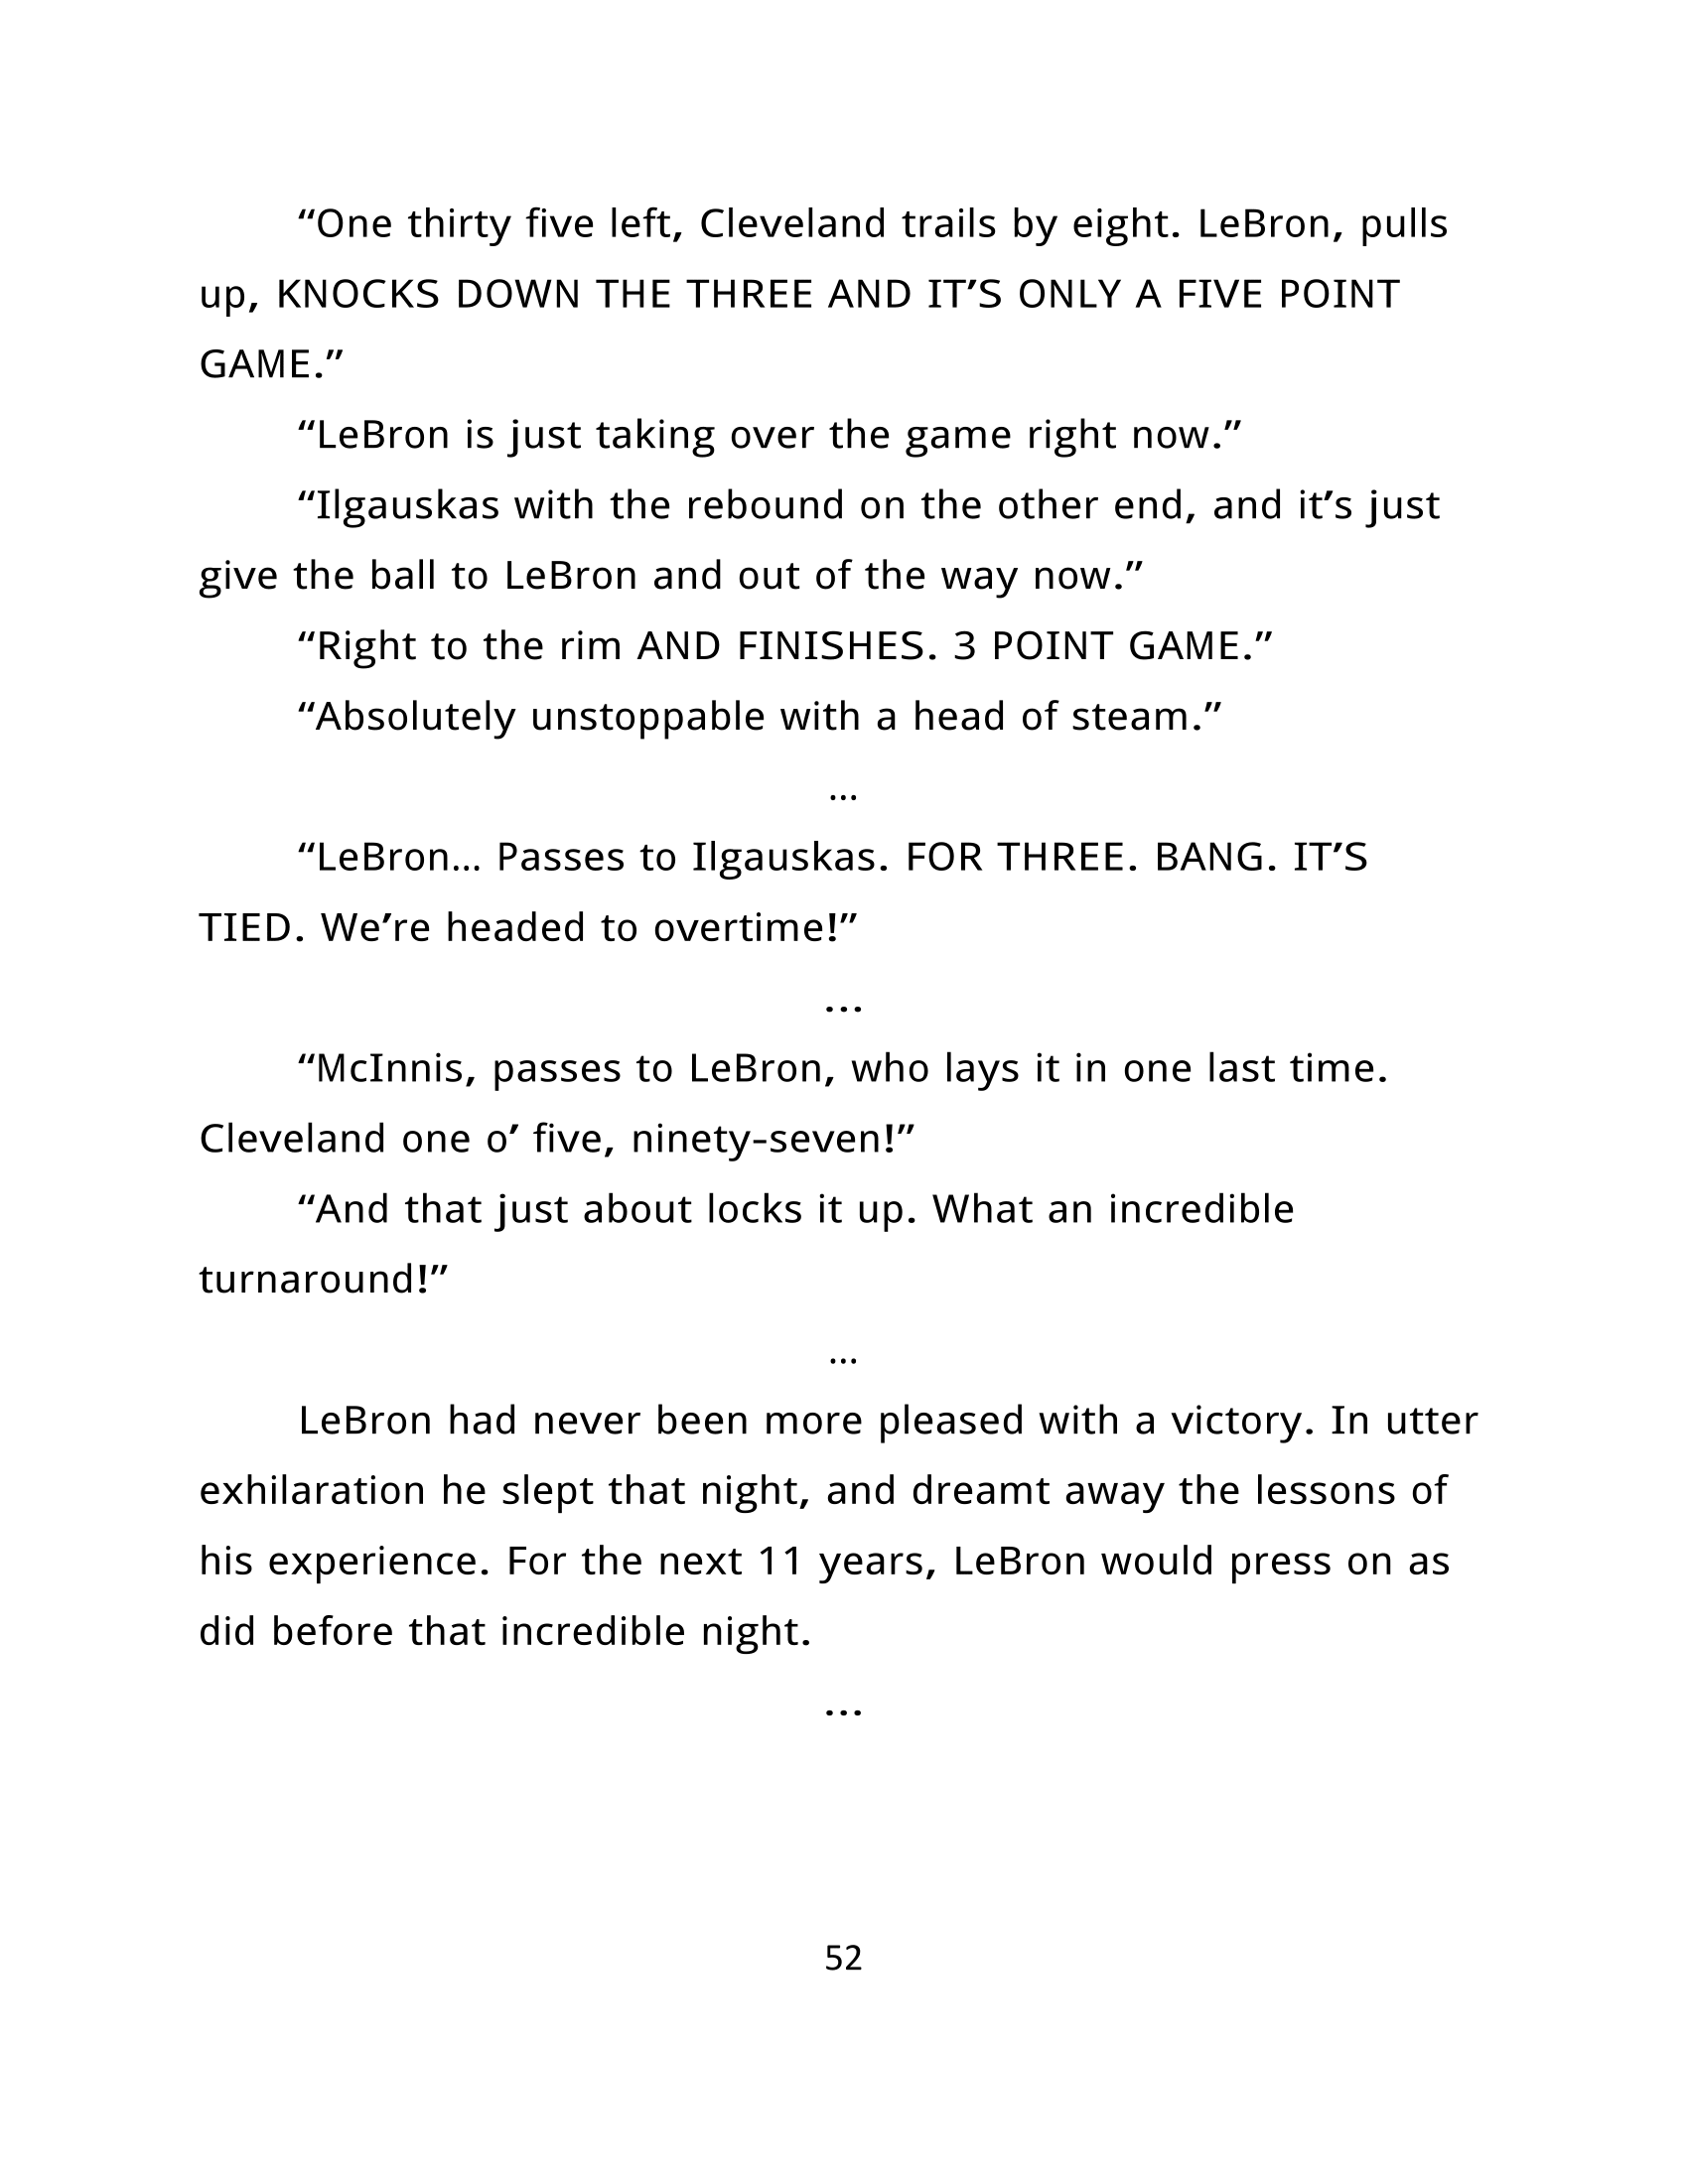 “One thirty five left, Cleveland trails by eight. LeBron, pulls
up, KNOCKS DOWN THE THREE AND IT’S ONLY A FIVE POINT
GAME.”
“LeBron is just taking over the game right now.”
“Ilgauskas with the rebound on the other end, and it’s just
give the ball to LeBron and out of the way now.”
“Right to the rim AND FINISHES. 3 POINT GAME.”
“Absolutely unstoppable with a head of steam.”
…
“LeBron… Passes to Ilgauskas. FOR THREE. BANG. IT’S
TIED. We’re headed to overtime!”
...
“McInnis, passes to LeBron, who lays it in one last time.
Cleveland one o’ five, ninety-seven!”
“And that just about locks it up. What an incredible
turnaround!”
…
LeBron had never been more pleased with a victory. In utter
exhilaration he slept that night, and dreamt away the lessons of
his experience. For the next 11 years, LeBron would press on as
did before that incredible night.
...
52